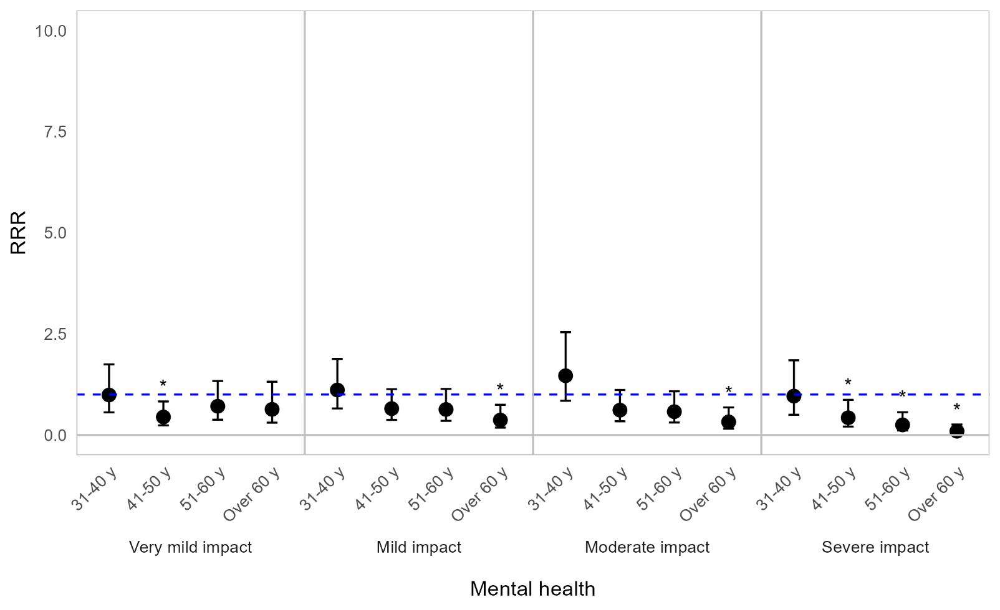 10.0
7.5
5.0
2.5
0.0
RRR
* * * * * *
31-40 y 41-50 y 51-60 y Over 60 y 31-40 y 41-50 y 51-60 y Over 60 y 31-40 y 41-50 y 51-60 y Over 60 y 31-40 y 41-50 y 51-60 y Over 60 y
Very mild impact Mild impact Moderate impact Severe impact
Mental health